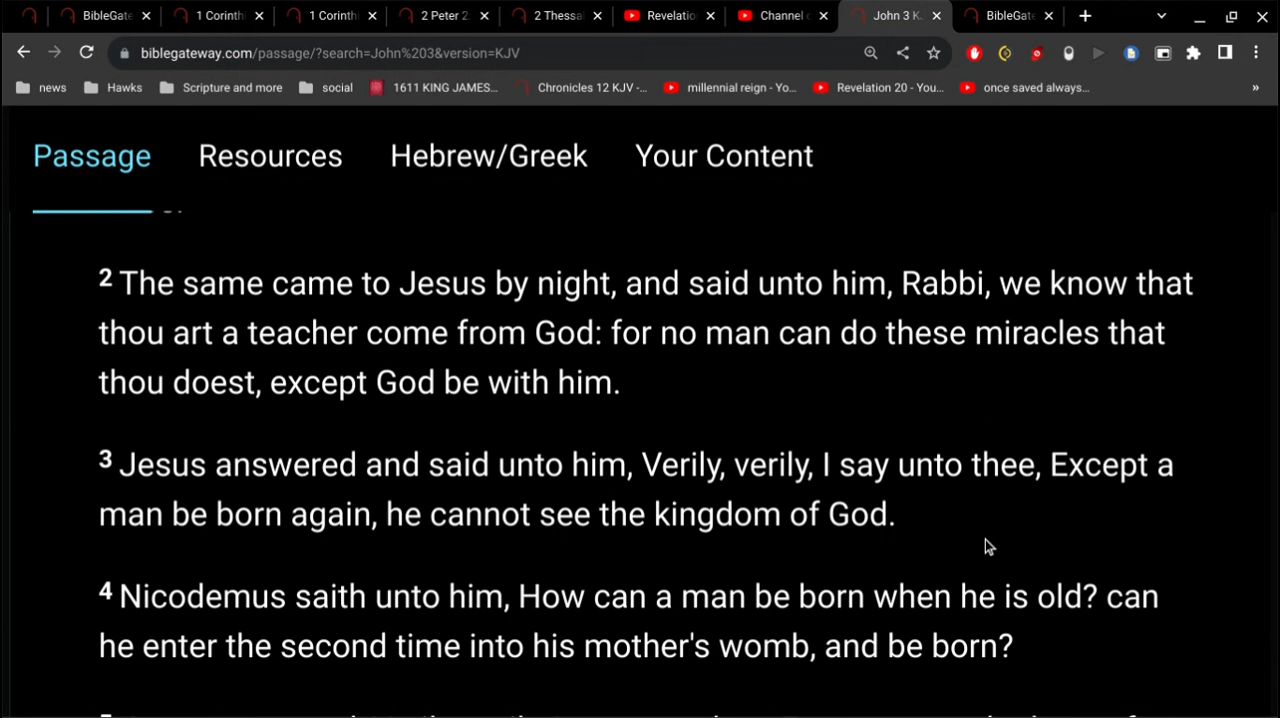 BibleGate
1 Corinth
1 Corinth
2 Peter 2
2 Thessa
Revelatio
Channel
John 3 K
BibleGate
biblegateway.com/passage/?search=John%203&version=KJV
news
Hawks
Scripture and more
social
1611 KING JAMES...
Chronicles 12 KJV -...
millennial reign - Yo...
Revelation 20 - You...
once saved always...
»
Passage
Resources
Hebrew/Greek
Your Content
2 The same came to Jesus by night, and said unto him, Rabbi, we know that
thou art a teacher come from God: for no man can do these miracles that
thou doest, except God be with him.
3 Jesus answered and said unto him, Verily, verily, I say unto thee, Except a
man be born again, he cannot see the kingdom of God.
4 Nicodemus saith unto him, How can a man be born when he is old? can
he enter the second time into his mother's womb, and be born?